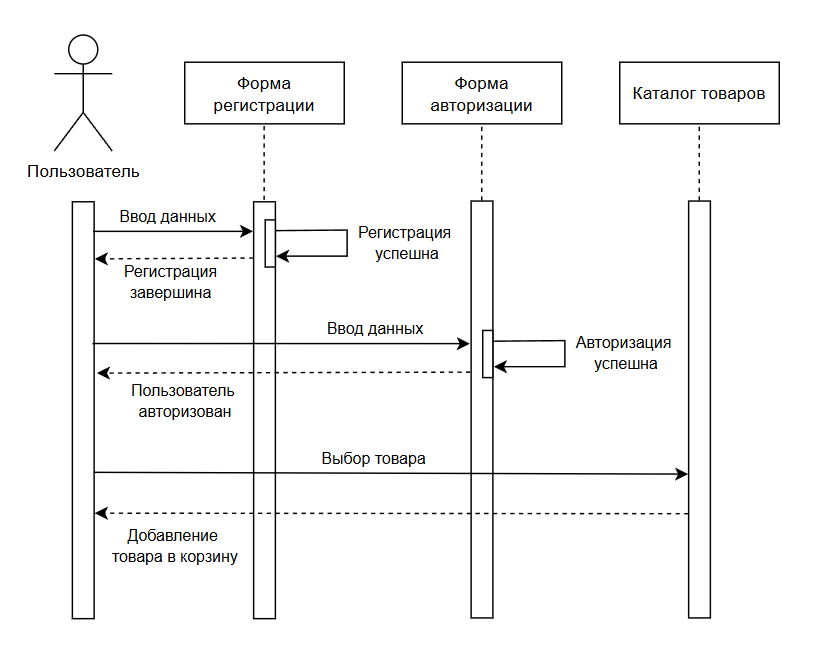 Форма
регистрации
Форма
авторизации
Каталог товаров
Пользователь
Ввод данных
Регистрация
успешна
Регистрация
завершина
Ввод данных
Авторизация
успешна
Пользователь
авторизован
Выбор товара
Добавление
товара в корзину